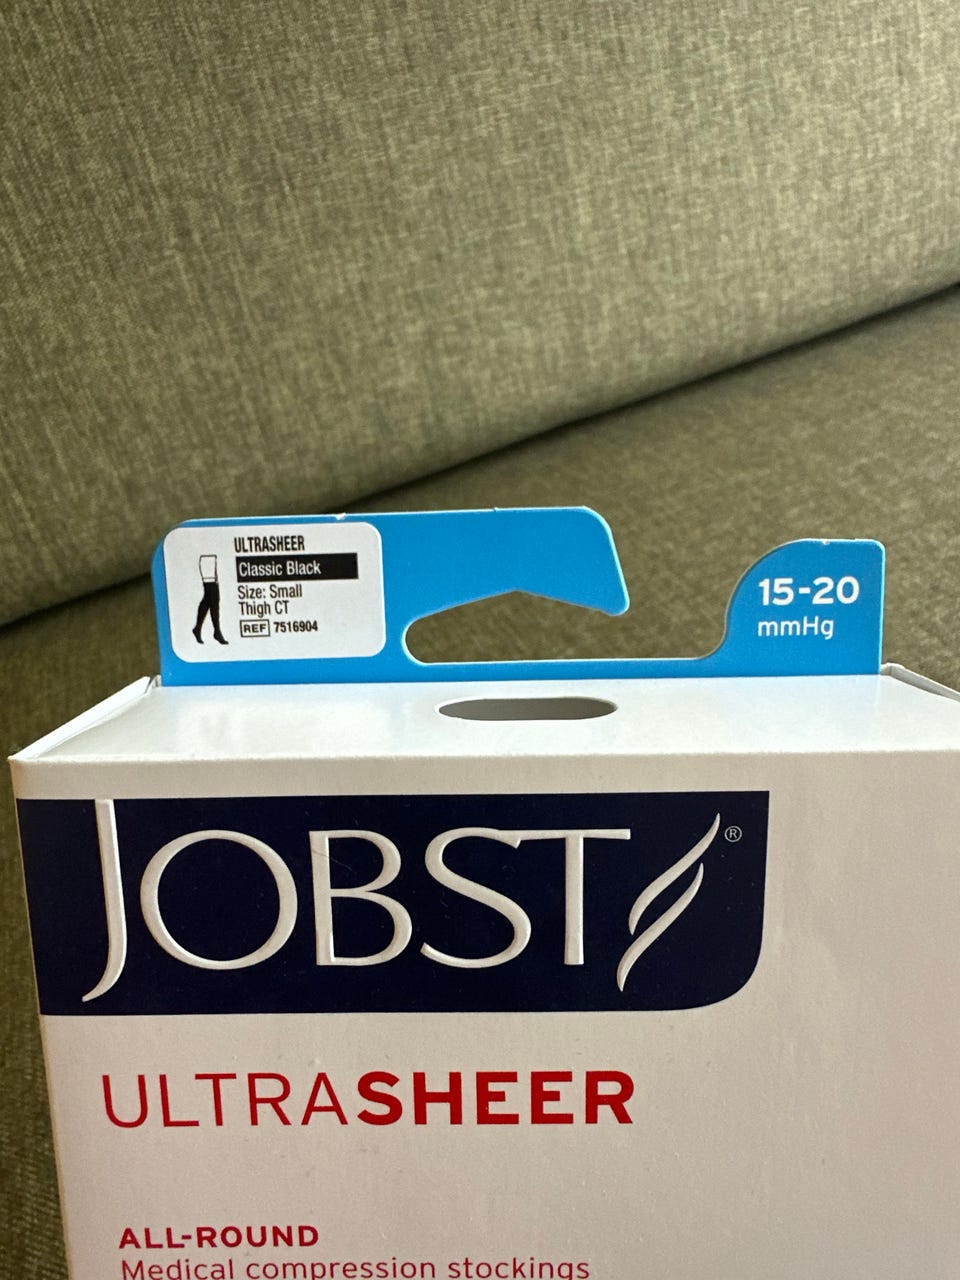 ULTRASHEER
Classic Black
Size: Small
Thigh CT
REF 7516904
15-20
mmHg
JOBST®
ULTRASHEER
ALL-ROUND
Medical compression stockings